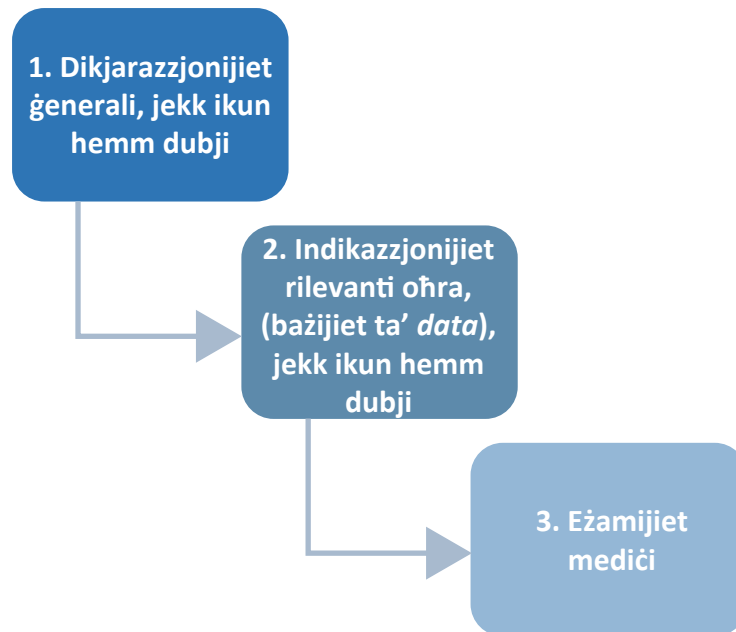 1. Dikjarazzjonijiet
ġenerali, jekk ikun
hemm dubji
2. Indikazzjonijiet
rilevanti oħra,
(bażijiet ta’ data),
jekk ikun hemm
dubji
3. Eżamijiet
mediċi